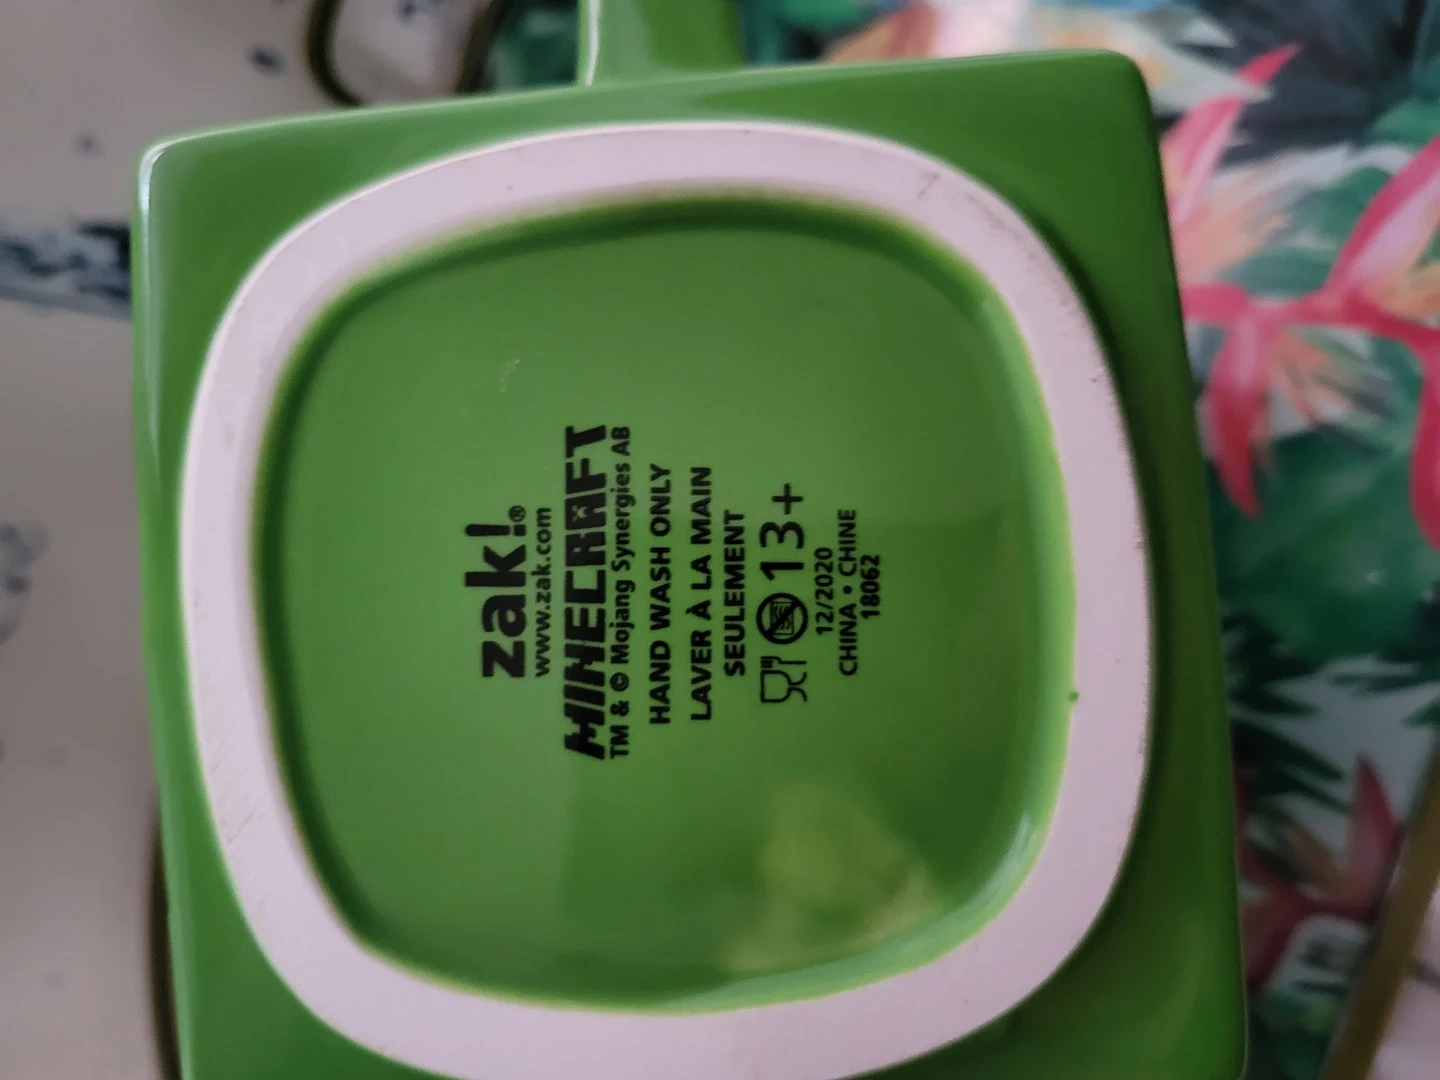 zak!®
www.zak.com
MINECRAFT
TM & © Mojang Synergies AB
HAND WASH ONLY
LAVER À LA MAIN
SEULEMENT
13+
12/2020
CHINA • CHINE
18062